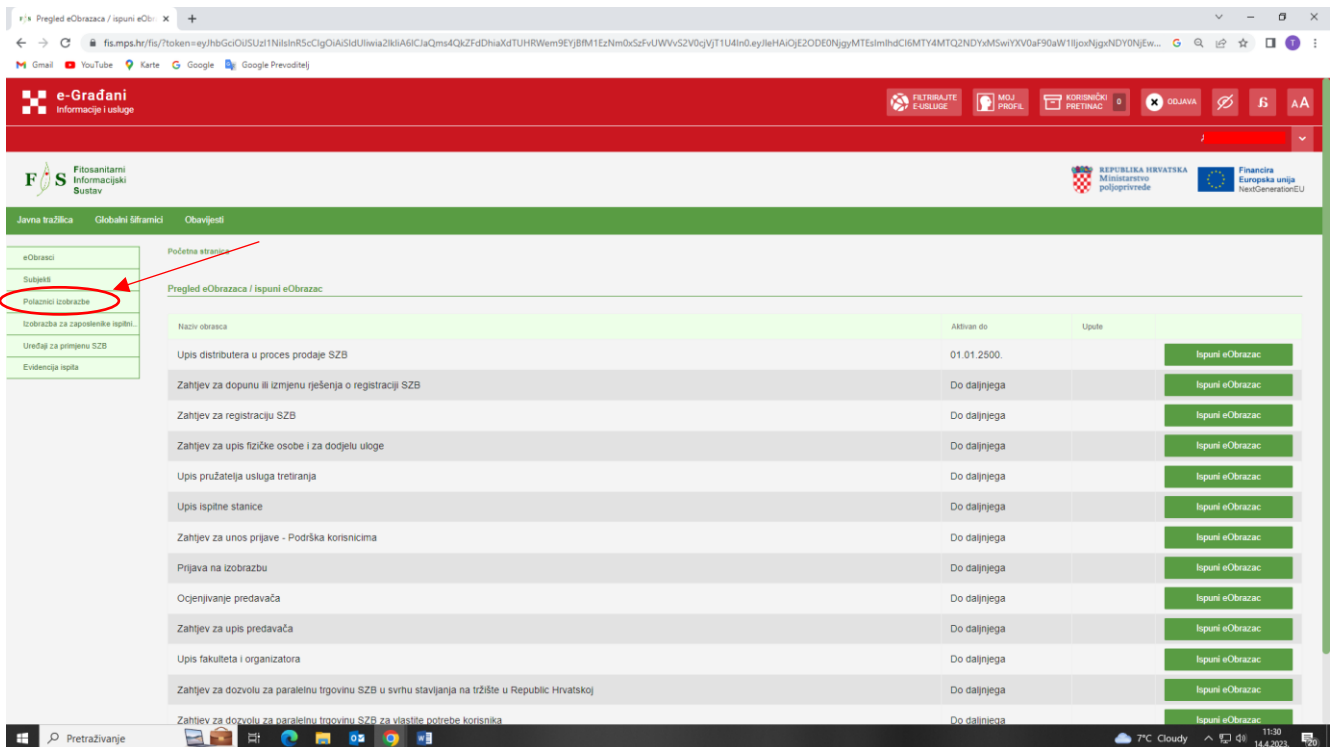 Pregled eObrazaca / ispuni eObr
fis.mps.hr/fis/?token=
Gmail YouTube Karte Google Google Prevoditelj
e-Građani
Informacije i usluge
FILTRIRAJTE
E-USLUGE
MOJ
PROFIL
KORISNIČKI
PRETINAC 0
ODJAVA
AA
F S Fitosanitarni
Informacijski
Sustav
REPUBLIKA HRVATSKA
Ministarstvo
poljoprivrede
Financira
Europska unija
NextGenerationEU
Javna tražilica Globalni šifrarnici Obavijesti
eObrasci
Subjekti
Polaznici izobrazbe
Izobrazba za zaposlenike ispitni...
Uređaji za primjenu SZB
Evidencija ispita
Početna stranica
Pregled eObrazaca / ispuni eObrazac
Naziv obrasca Aktivan do Upute
Upis distributera u proces prodaje SZB 01.01.2500. Ispuni eObrazac
Zahtjev za dopunu ili izmjenu rješenja o registraciji SZB Do daljnjega Ispuni eObrazac
Zahtjev za registraciju SZB Do daljnjega Ispuni eObrazac
Zahtjev za upis fizičke osobe i za dodjelu uloge Do daljnjega Ispuni eObrazac
Upis pružatelja usluga tretiranja Do daljnjega Ispuni eObrazac
Upis ispitne stanice Do daljnjega Ispuni eObrazac
Zahtjev za unos prijave - Podrška korisnicima Do daljnjega Ispuni eObrazac
Prijava na izobrazbu Do daljnjega Ispuni eObrazac
Ocjenjivanje predavača Do daljnjega Ispuni eObrazac
Zahtjev za upis predavača Do daljnjega Ispuni eObrazac
Upis fakulteta i organizatora Do daljnjega Ispuni eObrazac
Zahtjev za dozvolu za paralelnu trgovinu SZB u svrhu stavljanja na tržište u Republic Hrvatskoj Do daljnjega Ispuni eObrazac
Zahtjev za dozvolu za paralelnu trgovinu SZB za vlastite potrebe korisnika Do daljnjega Ispuni eObrazac
Pretraživanje
7°C Cloudy
11:30
14.4.2023.
20